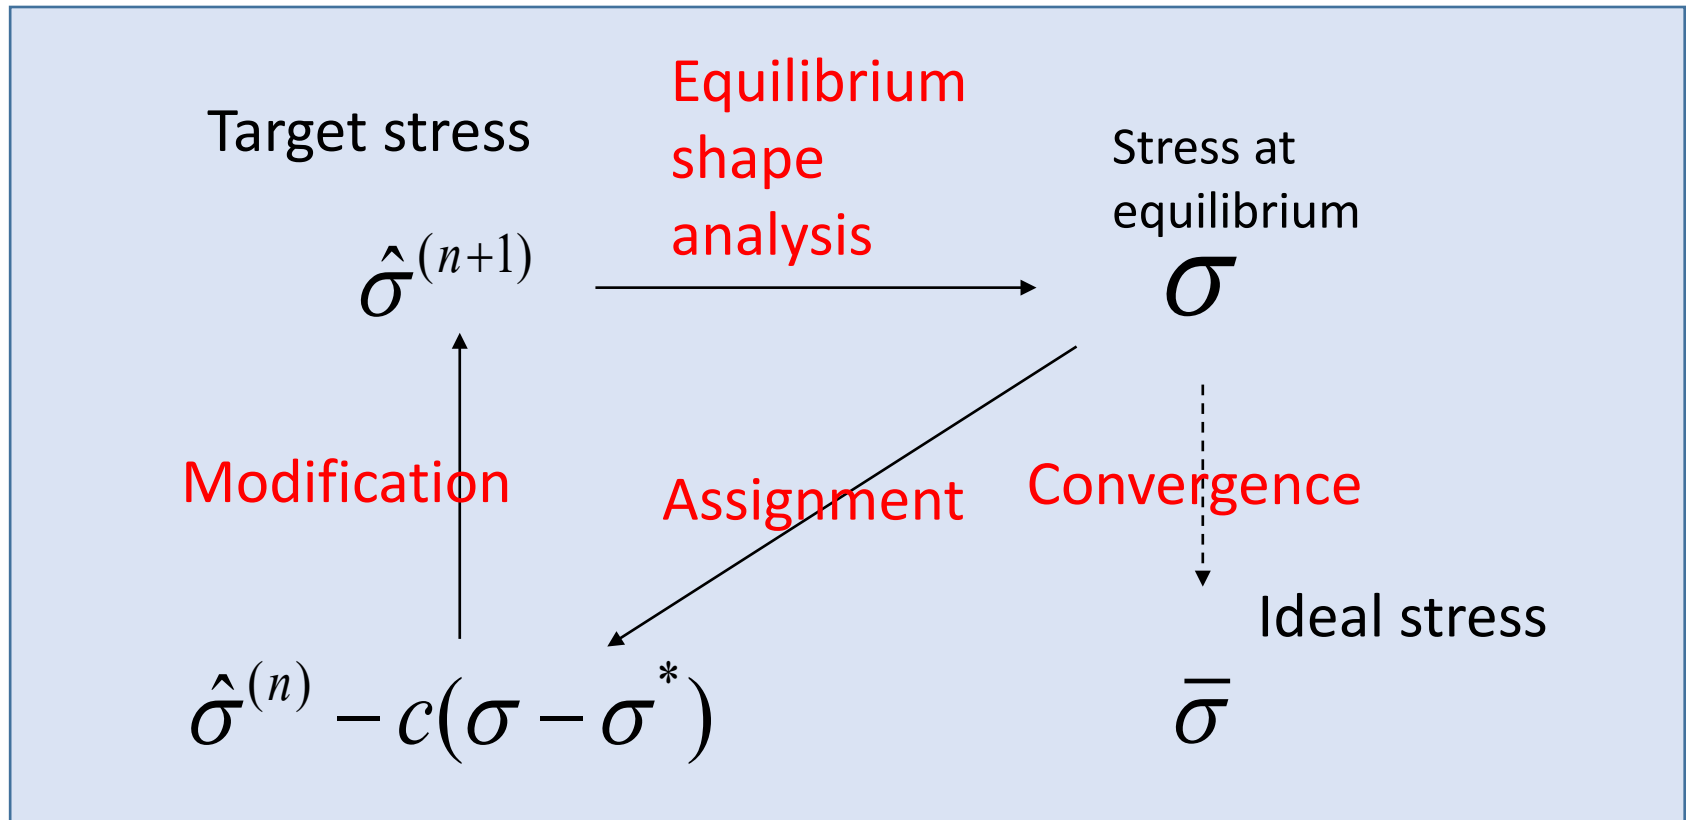 Target stress
Equilibrium
shape
analysis
Stress at
equilibrium
σ̂^(n+1)
σ
Modification
Assignment
Convergence
Ideal stress
σ̂^(n) − c(σ − σ^*)
σ̅